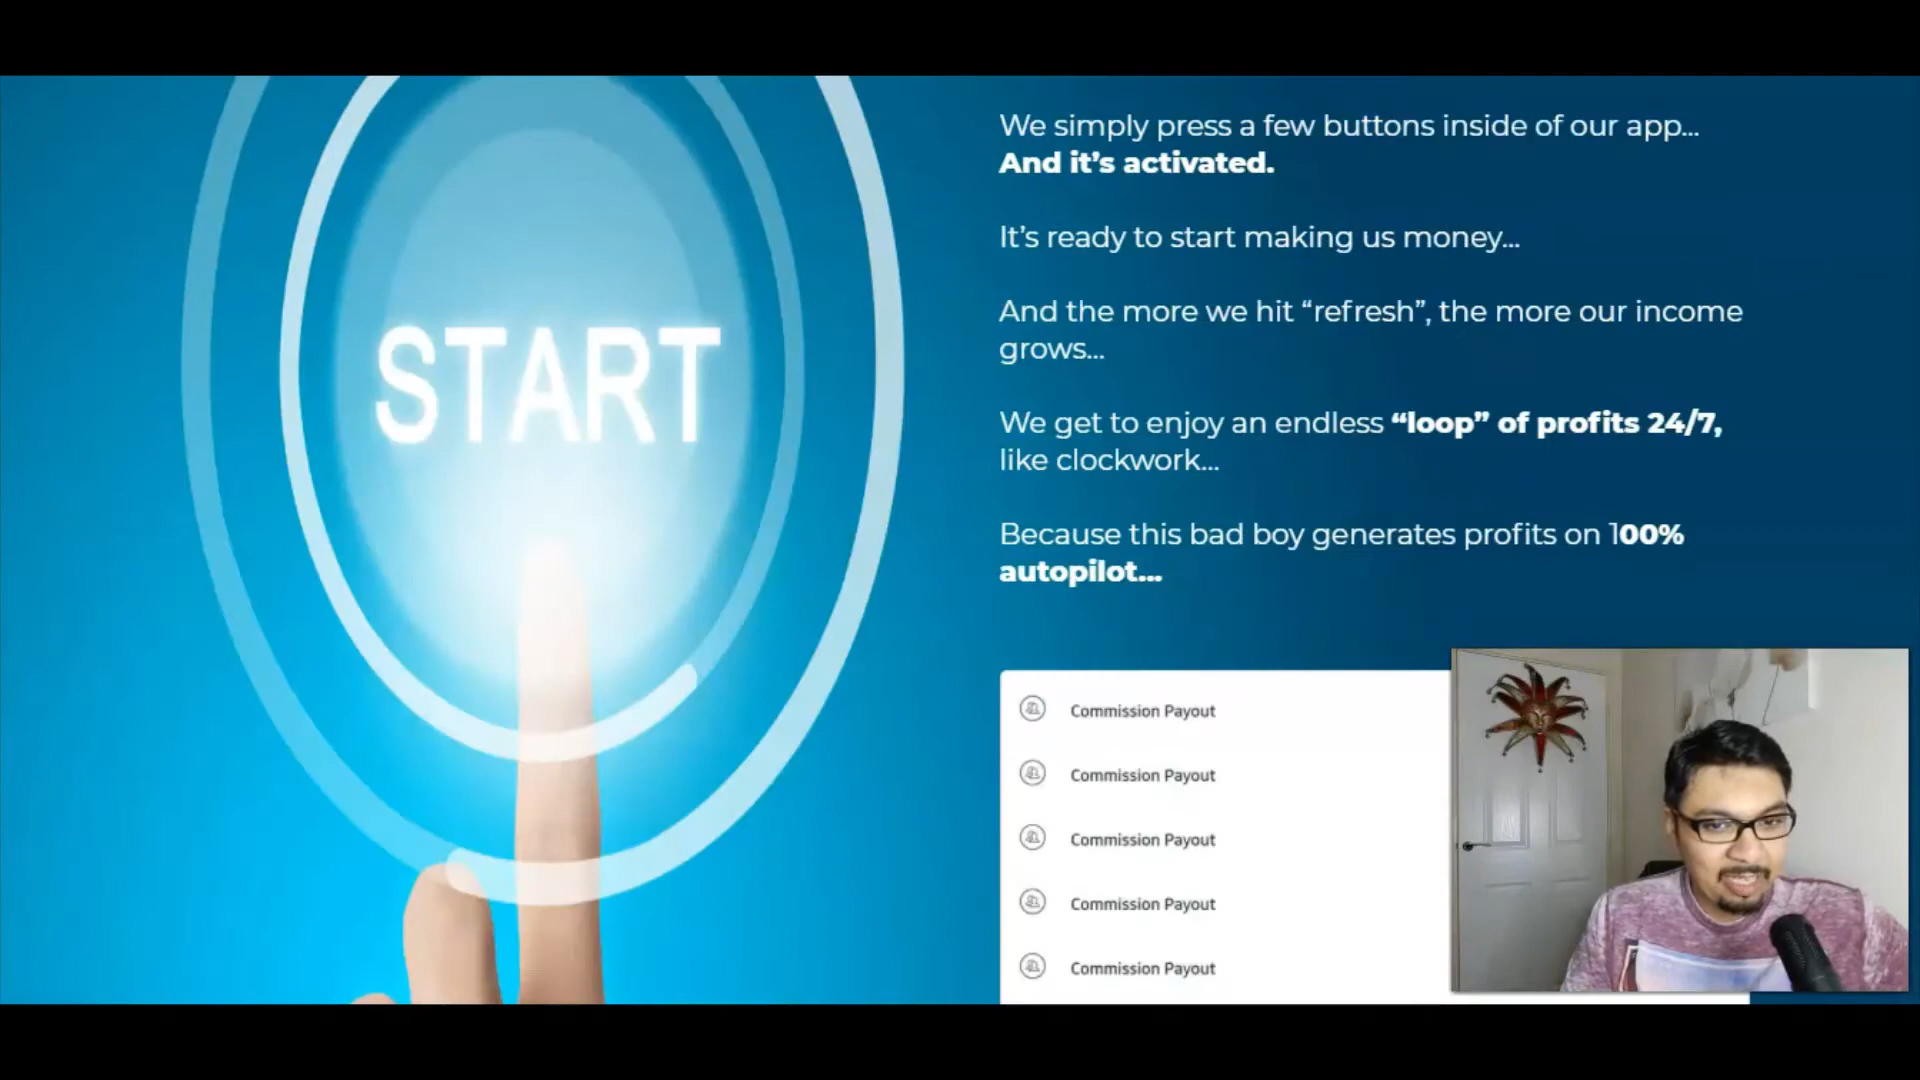 START
We simply press a few buttons inside of our app...
And it's activated.
It's ready to start making us money...
And the more we hit “refresh”, the more our income
grows...
We get to enjoy an endless “loop” of profits 24/7,
like clockwork...
Because this bad boy generates profits on 100%
autopilot...
Commission Payout
Commission Payout
Commission Payout
Commission Payout
Commission Payout